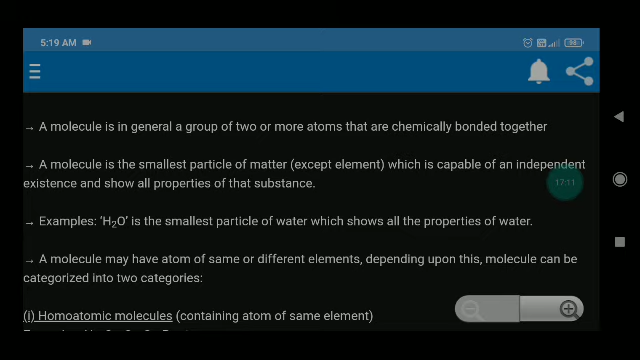 5:19 AM
98
→ A molecule is in general a group of two or more atoms that are chemically bonded together
→ A molecule is the smallest particle of matter (except element) which is capable of an independent
existence and show all properties of that substance.
17:11
→ Examples: 'H₂O' is the smallest particle of water which shows all the properties of water.
→ A molecule may have atom of same or different elements, depending upon this, molecule can be
categorized into two categories:
(i) Homoatomic molecules (containing atom of same element)